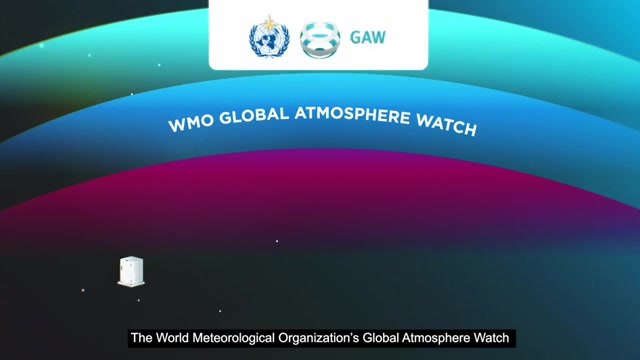 GAW
WMO GLOBAL ATMOSPHERE WATCH
The World Meteorological Organization's Global Atmosphere Watch